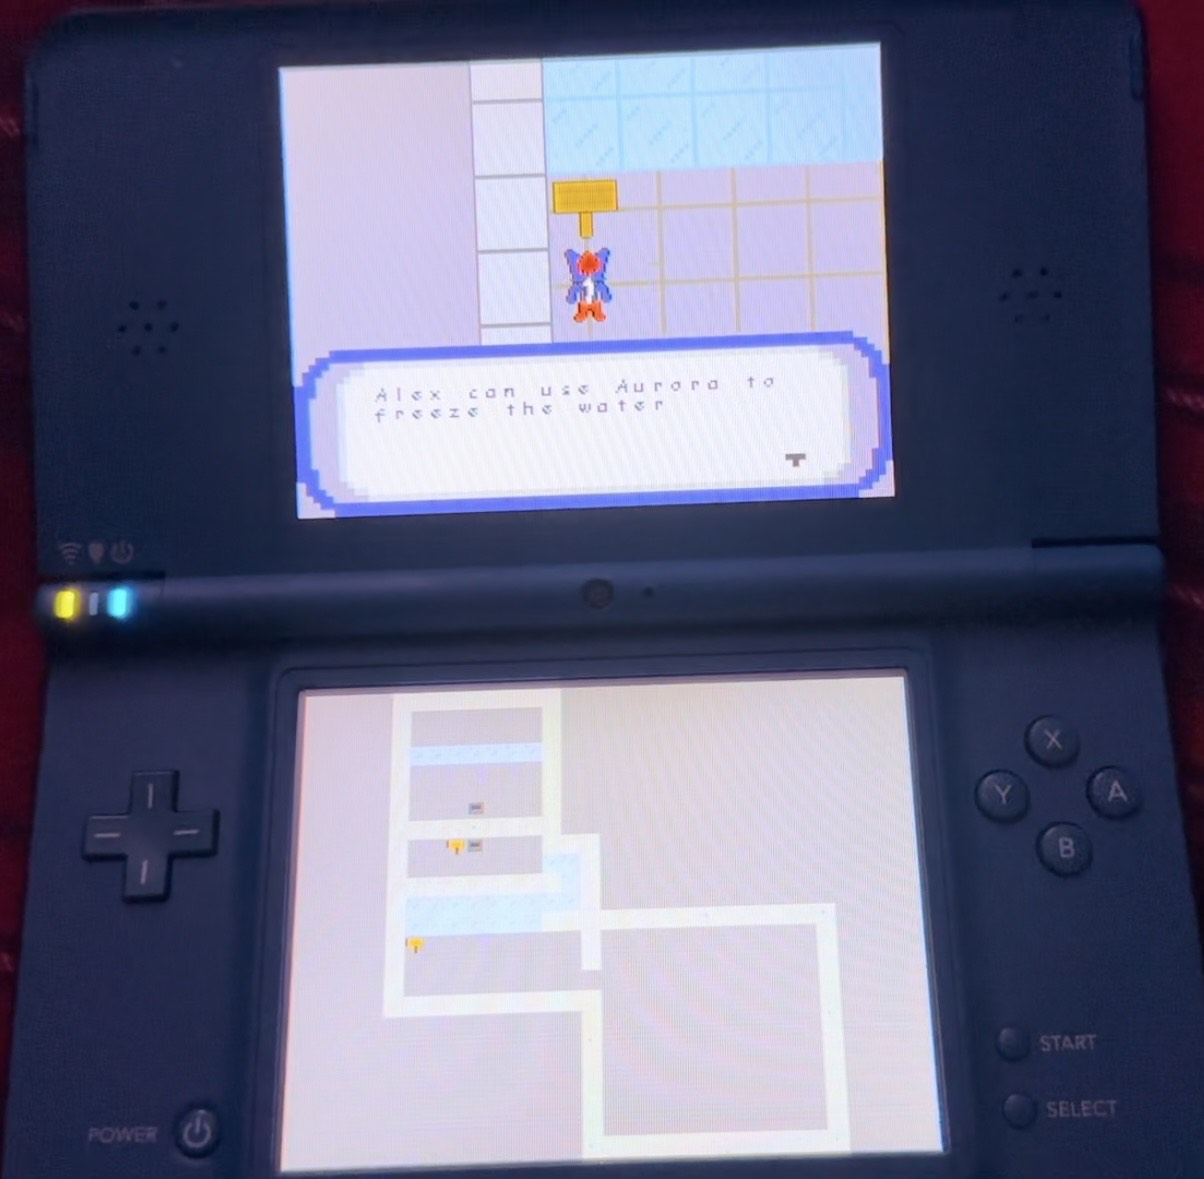 Alex can use Aurora to
freeze the water
X
Y
A
B
START
SELECT
POWER